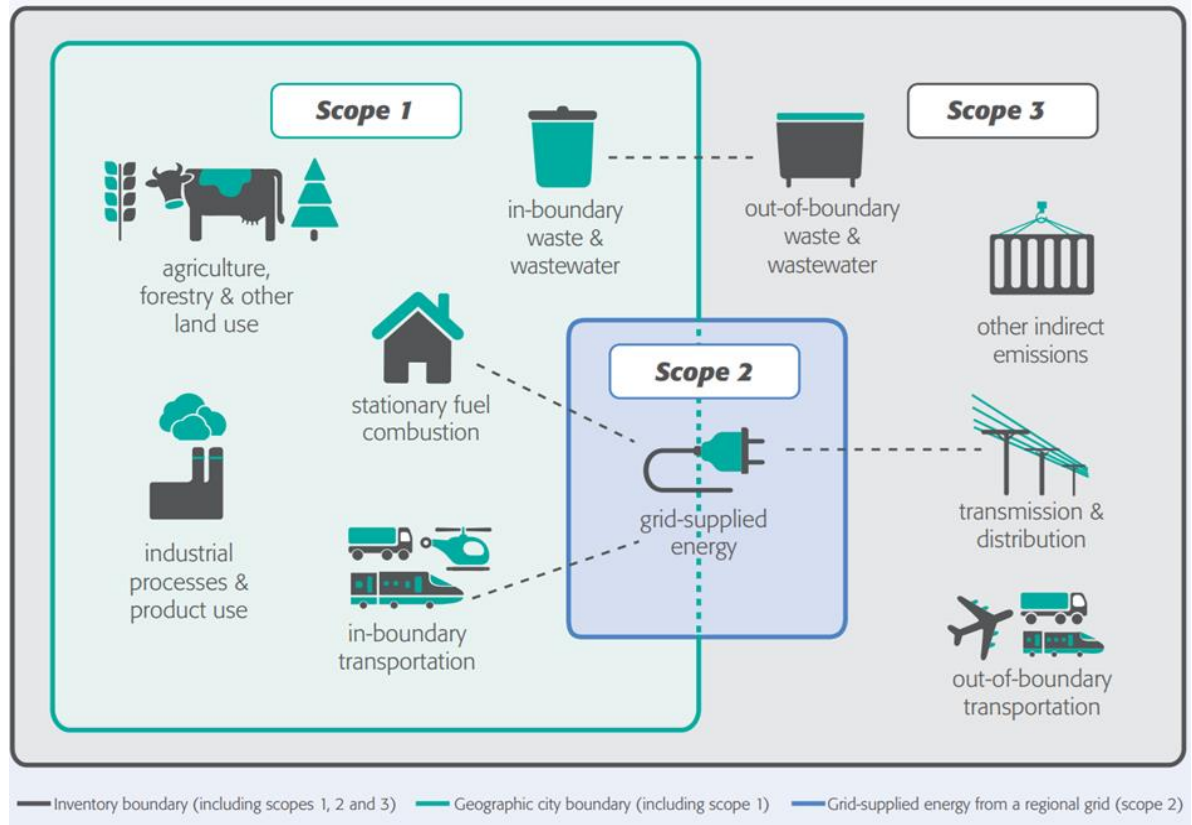 Scope 1
Scope 3
in-boundary
waste &
wastewater
out-of-boundary
waste &
wastewater
agriculture,
forestry & other
land use
other indirect
emissions
Scope 2
stationary fuel
combustion
grid-supplied
energy
transmission &
distribution
industrial
processes &
product use
in-boundary
transportation
out-of-boundary
transportation
Inventory boundary (including scopes 1, 2 and 3)
Geographic city boundary (including scope 1)
Grid-supplied energy from a regional grid (scope 2)